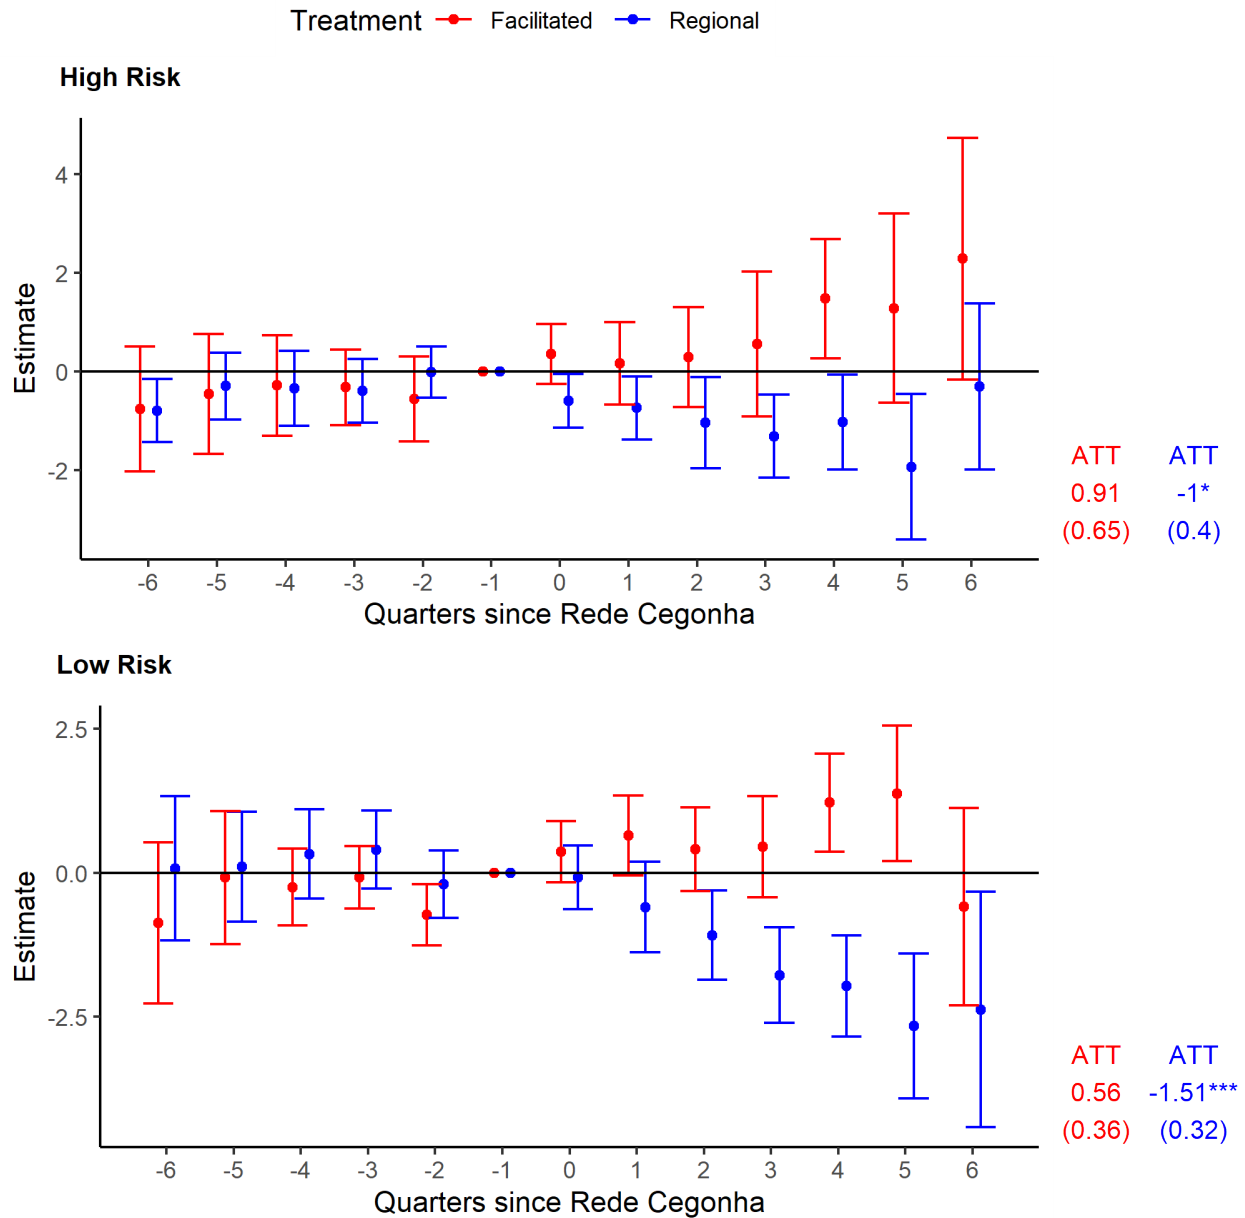 Treatment Facilitated Regional
High Risk
4
2
0
-2
Estimate
ATT ATT
0.91 -1*
(0.65) (0.4)
-6 -5 -4 -3 -2 -1 0 1 2 3 4 5 6
Quarters since Rede Cegonha
Low Risk
2.5
0.0
-2.5
Estimate
ATT ATT
0.56 -1.51***
(0.36) (0.32)
-6 -5 -4 -3 -2 -1 0 1 2 3 4 5 6
Quarters since Rede Cegonha